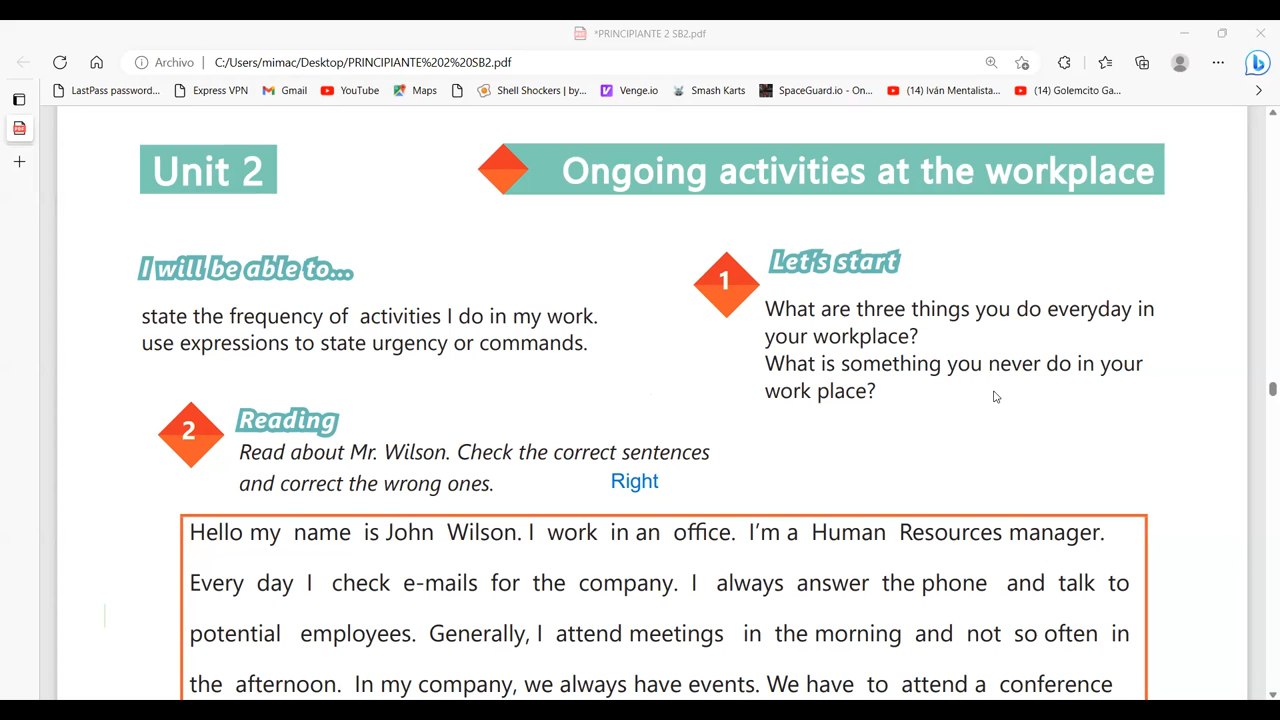 *PRINCIPIANTE 2 SB2.pdf
Archivo C:/Users/mimac/Desktop/PRINCIPIANTE%202%20SB2.pdf
LastPass password... Express VPN Gmail YouTube Maps Shell Shockers | by... Venge.io Smash Karts SpaceGuard.io - On... (14) Iván Mentalista... (14) Golemcito Ga...
Unit 2
Ongoing activities at the workplace
I will be able to...
state the frequency of activities I do in my work.
use expressions to state urgency or commands.
1
Let's start
What are three things you do everyday in
your workplace?
What is something you never do in your
work place?
2
Reading
Read about Mr. Wilson. Check the correct sentences
and correct the wrong ones.
Right
Hello my name is John Wilson. I work in an office. I'm a Human Resources manager.
Every day I check e-mails for the company. I always answer the phone and talk to
potential employees. Generally, I attend meetings in the morning and not so often in
the afternoon. In my company, we always have events. We have to attend a conference